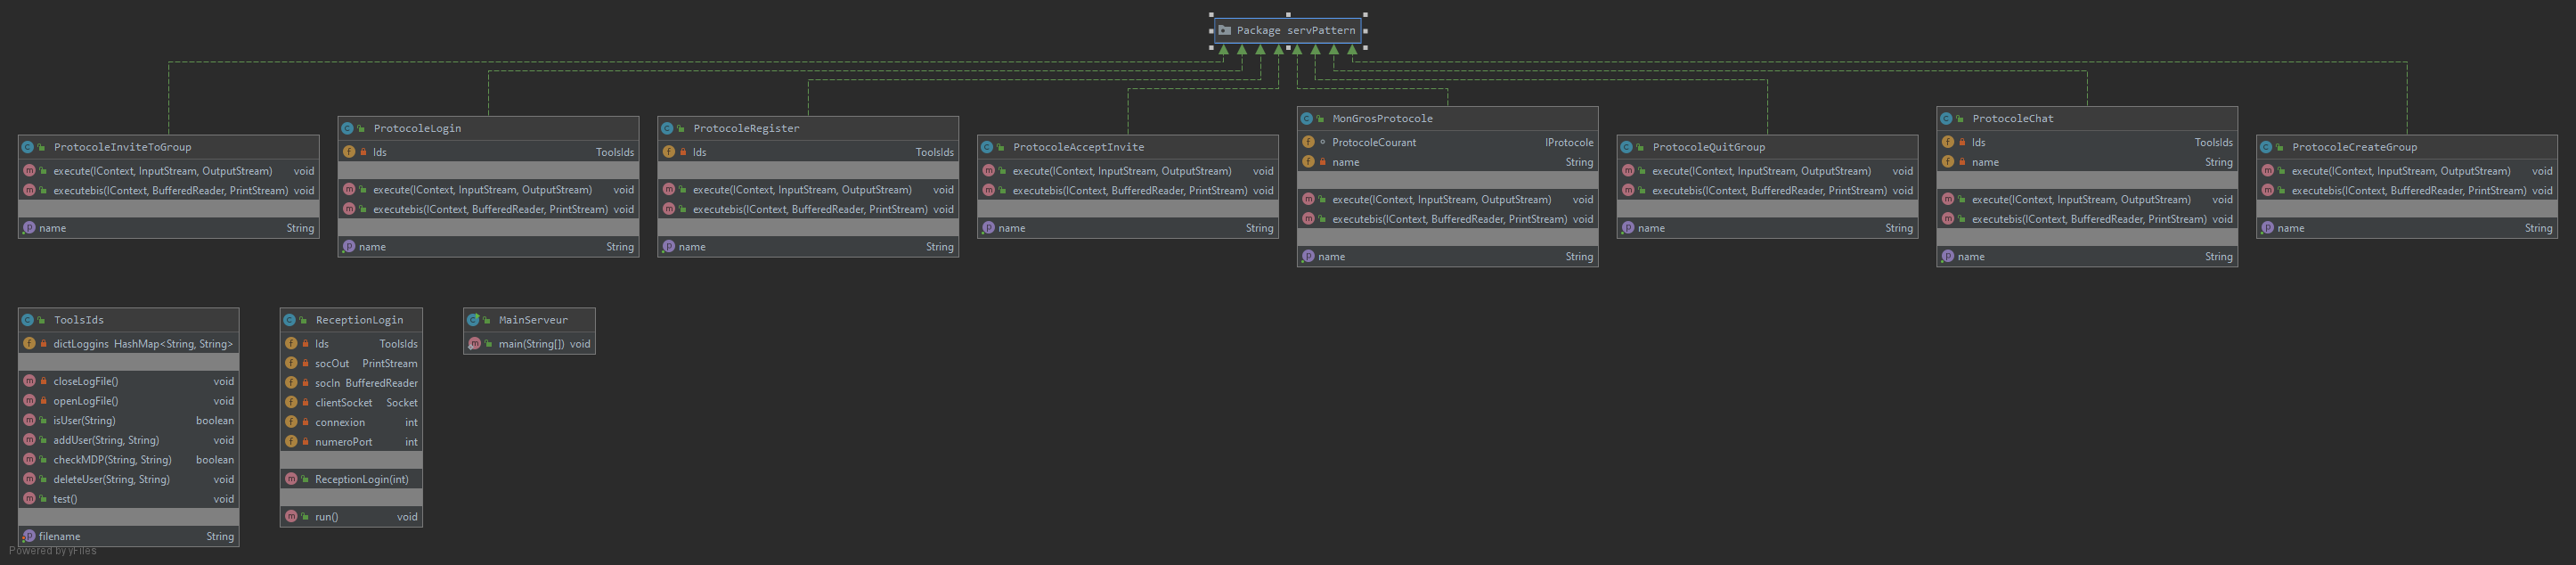 Package servPattern
ProtocoleInviteToGroup
execute(IContext, InputStream, OutputStream) void
executebis(IContext, BufferedReader, PrintStream) void
name String
ProtocoleLogin
Ids ToolsIds
execute(IContext, InputStream, OutputStream) void
executebis(IContext, BufferedReader, PrintStream) void
name String
ProtocoleRegister
Ids ToolsIds
execute(IContext, InputStream, OutputStream) void
executebis(IContext, BufferedReader, PrintStream) void
name String
ProtocoleAcceptInvite
execute(IContext, InputStream, OutputStream) void
executebis(IContext, BufferedReader, PrintStream) void
name String
MonGrosProtocole
ProtocoleCourant IProtocole
name String
execute(IContext, InputStream, OutputStream) void
executebis(IContext, BufferedReader, PrintStream) void
name String
ProtocoleQuitGroup
execute(IContext, InputStream, OutputStream) void
executebis(IContext, BufferedReader, PrintStream) void
name String
ProtocoleChat
Ids ToolsIds
name String
execute(IContext, InputStream, OutputStream) void
executebis(IContext, BufferedReader, PrintStream) void
name String
ProtocoleCreateGroup
execute(IContext, InputStream, OutputStream) void
executebis(IContext, BufferedReader, PrintStream) void
name String
ToolsIds
dictLoggins HashMap<String, String>
closeLogFile() void
openLogFile() void
isUser(String) boolean
addUser(String, String) void
checkMDP(String, String) boolean
deleteUser(String, String) void
test() void
filename String
ReceptionLogin
Ids ToolsIds
socOut PrintStream
socIn BufferedReader
clientSocket Socket
connexion int
numeroPort int
ReceptionLogin(int)
run() void
MainServeur
main(String[]) void
Powered by yFiles